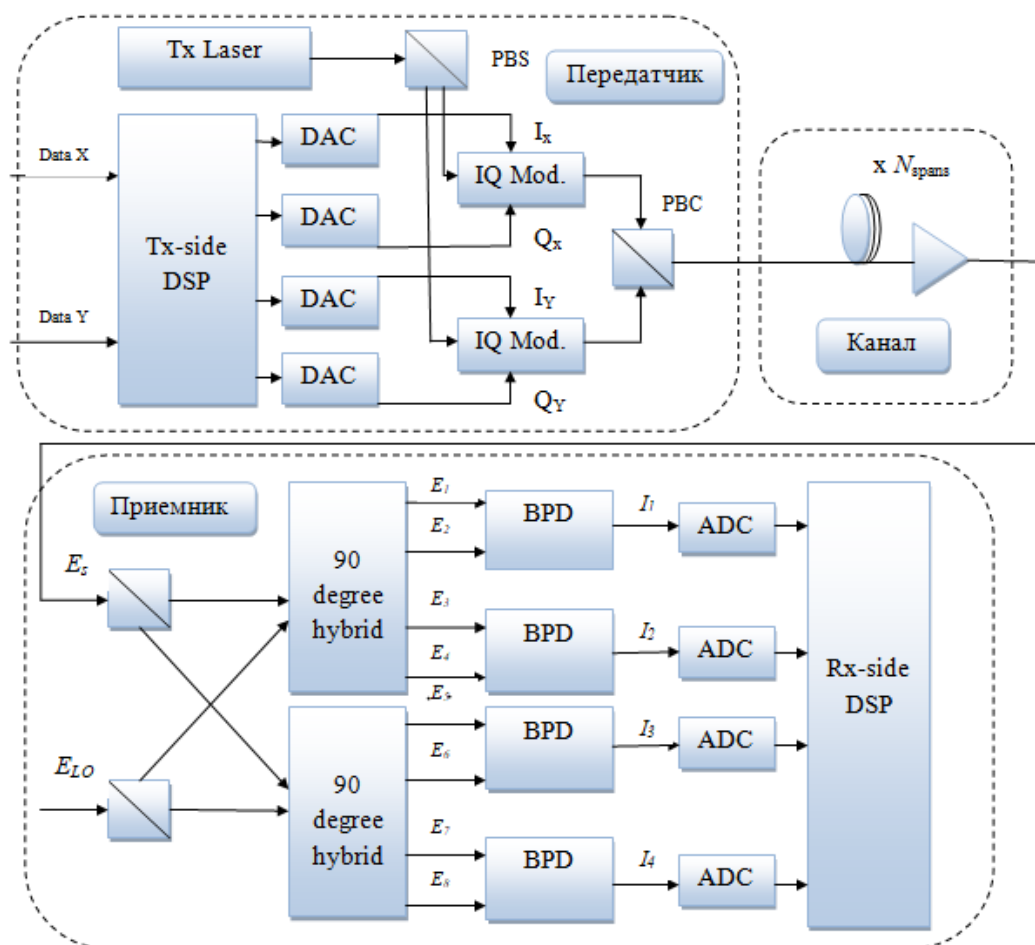 Tx Laser
PBS
Передатчик
Data X
Data Y
Tx-side
DSP
DAC
DAC
DAC
DAC
Ix
Qx
IY
QY
IQ Mod.
IQ Mod.
PBC
x Nspans
Канал
Приемник
Es
ELO
90
degree
hybrid
90
degree
hybrid
E1
E2
E3
E4
E5
E6
E7
E8
BPD
BPD
BPD
BPD
I1
I2
I3
I4
ADC
ADC
ADC
ADC
Rx-side
DSP